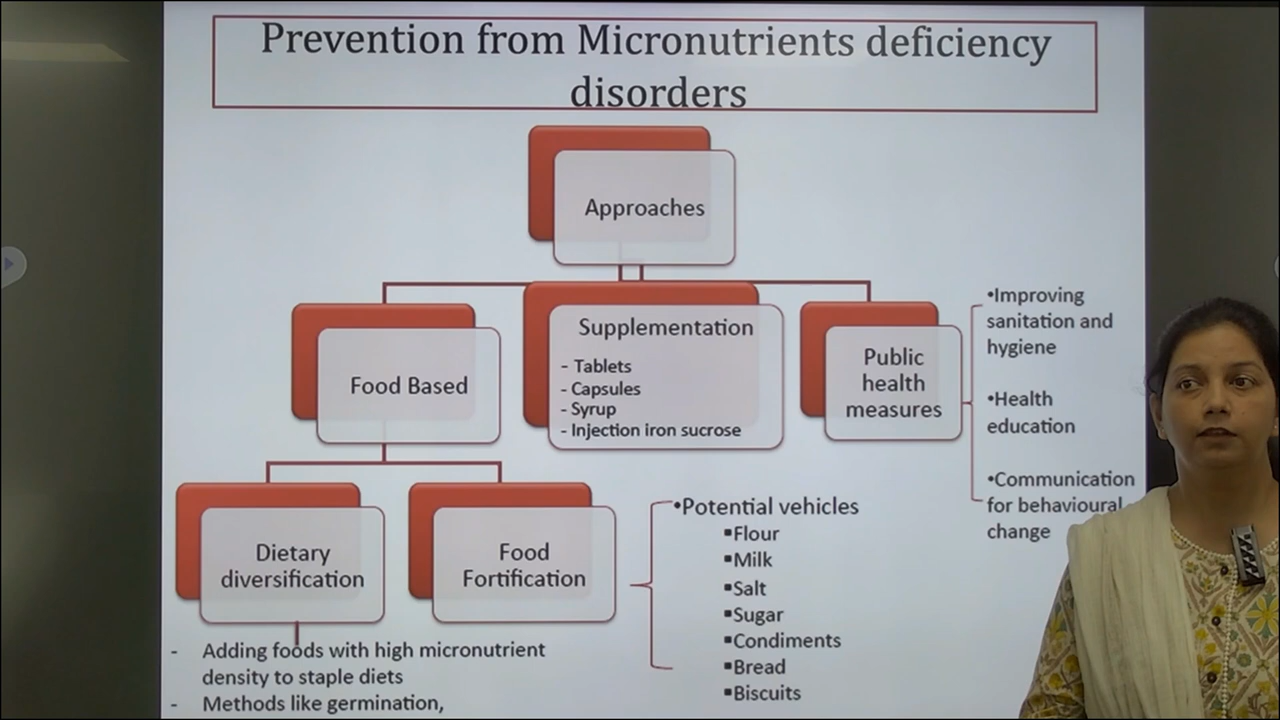 Prevention from Micronutrients deficiency
disorders
Approaches
Food Based
Supplementation
- Tablets
- Capsules
- Syrup
- Injection iron sucrose
Public
health
measures
•Improving
sanitation and
hygiene
•Health
education
•Communication
for behavioural
change
Dietary
diversification
Food
Fortification
•Potential vehicles
▪Flour
▪Milk
▪Salt
▪Sugar
▪Condiments
▪Bread
▪Biscuits
- Adding foods with high micronutrient
density to staple diets
- Methods like germination,